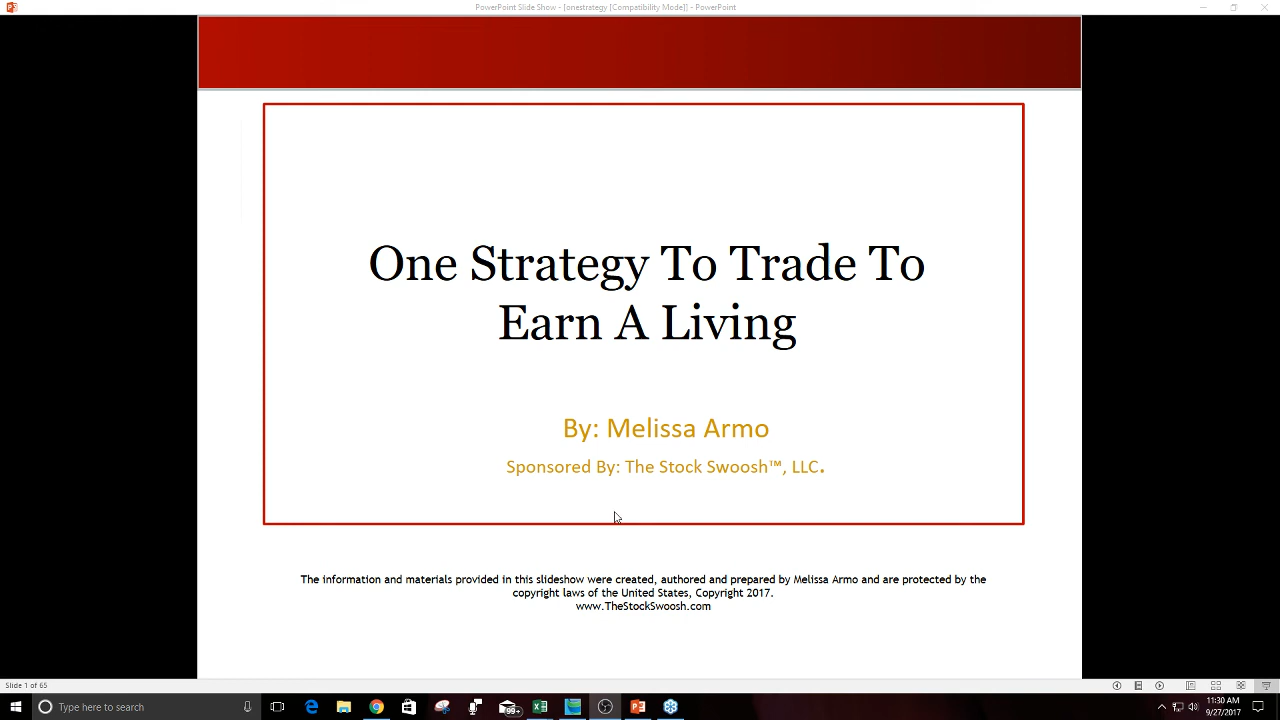 PowerPoint Slide Show - [onestrategy [Compatibility Mode]] - PowerPoint
One Strategy To Trade To
Earn A Living
By: Melissa Armo
Sponsored By: The Stock Swoosh™, LLC.
The information and materials provided in this slideshow were created, authored and prepared by Melissa Armo and are protected by the
copyright laws of the United States, Copyright 2017.
www.TheStockSwoosh.com
Slide 1 of 65
Type here to search
99+
11:30 AM
9/27/2017